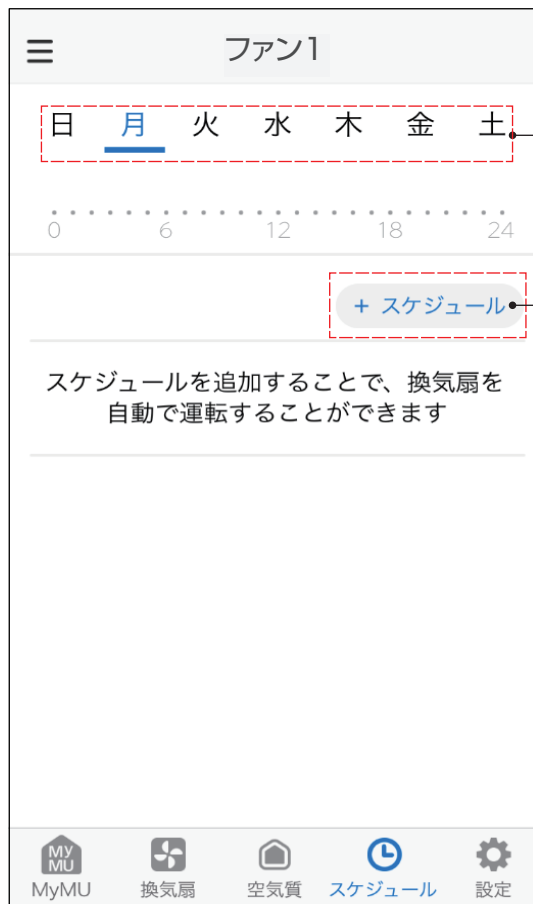 ファン1
日 月 火 水 木 金 土
0 6 12 18 24
+ スケジュール
スケジュールを追加することで、換気扇を
自動で運転することができます
My
MU
MyMU 換気扇 空気質 スケジュール 設定